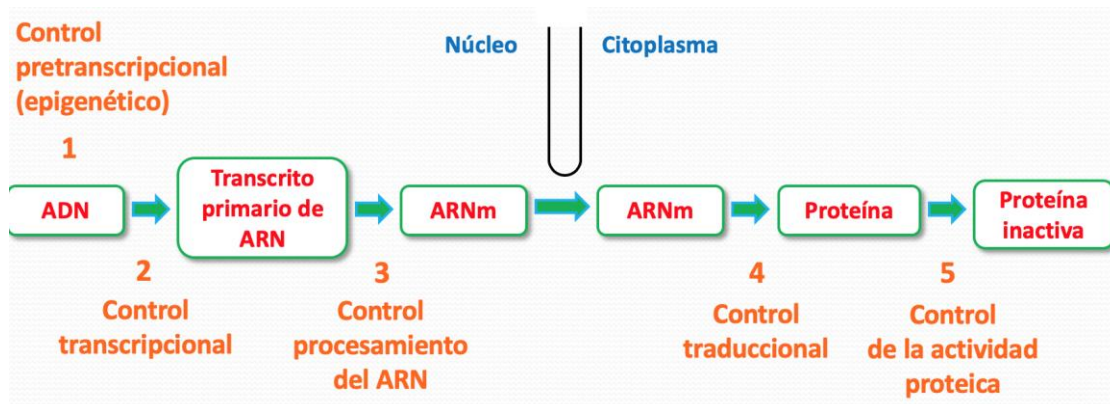 Control
pretranscripcional
(epigenético)
1
Núcleo
Citoplasma
ADN
Transcrito
primario de
ARN
ARNm
ARNm
Proteína
Proteína
inactiva
2
Control
transcripcional
3
Control
procesamiento
del ARN
4
Control
traduccional
5
Control
de la actividad
proteica